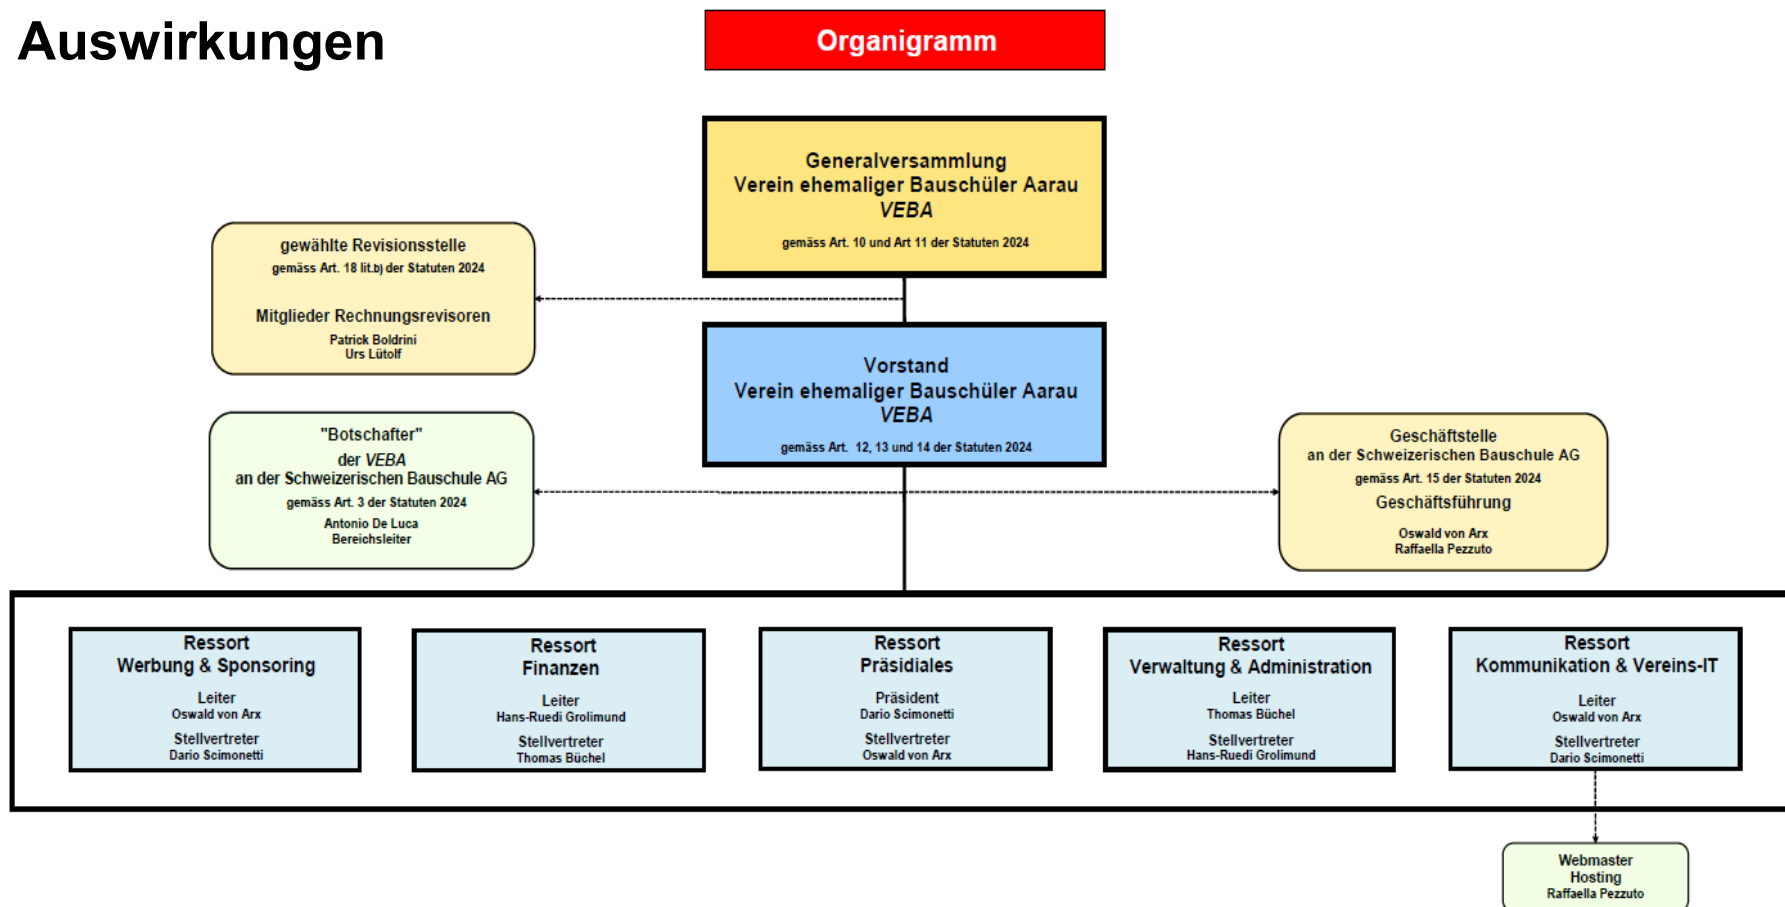 Auswirkungen
Organigramm
Generalversammlung
Verein ehemaliger Bauschüler Aarau
VEBA
gemäss Art. 10 und Art 11 der Statuten 2024
gewählte Revisionsstelle
gemäss Art. 18 lit.b) der Statuten 2024
Mitglieder Rechnungsrevisoren
Patrick Boldrini
Urs Lütolf
Vorstand
Verein ehemaliger Bauschüler Aarau
VEBA
gemäss Art. 12, 13 und 14 der Statuten 2024
"Botschafter"
der VEBA
an der Schweizerischen Bauschule AG
gemäss Art. 3 der Statuten 2024
Antonio De Luca
Bereichsleiter
Geschäftstelle
an der Schweizerischen Bauschule AG
gemäss Art. 15 der Statuten 2024
Geschäftsführung
Oswald von Arx
Raffaella Pezzuto
Ressort
Werbung & Sponsoring
Leiter
Oswald von Arx
Stellvertreter
Dario Scimonetti
Ressort
Finanzen
Leiter
Hans-Ruedi Grolimund
Stellvertreter
Thomas Büchel
Ressort
Präsidiales
Präsident
Dario Scimonetti
Stellvertreter
Oswald von Arx
Ressort
Verwaltung & Administration
Leiter
Thomas Büchel
Stellvertreter
Hans-Ruedi Grolimund
Ressort
Kommunikation & Vereins-IT
Leiter
Oswald von Arx
Stellvertreter
Dario Scimonetti
Webmaster
Hosting
Raffaella Pezzuto